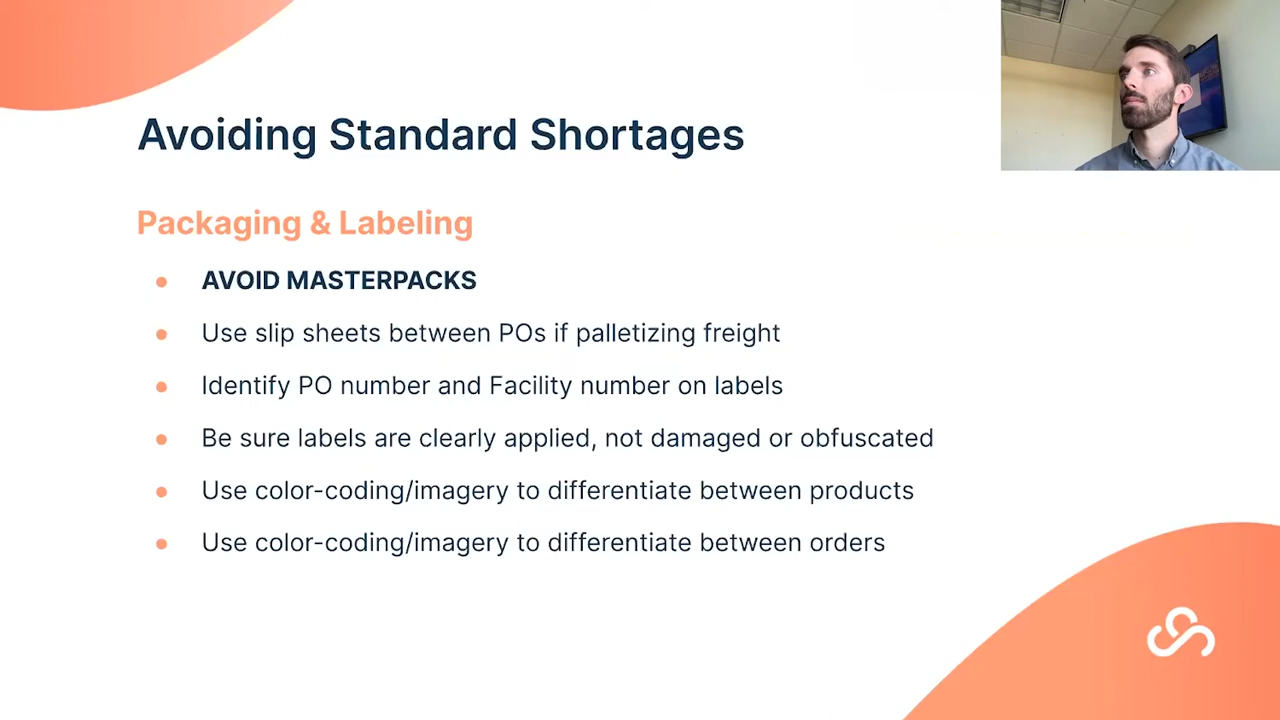 Avoiding Standard Shortages
Packaging & Labeling
AVOID MASTERPACKS
Use slip sheets between POs if palletizing freight
Identify PO number and Facility number on labels
Be sure labels are clearly applied, not damaged or obfuscated
Use color-coding/imagery to differentiate between products
Use color-coding/imagery to differentiate between orders